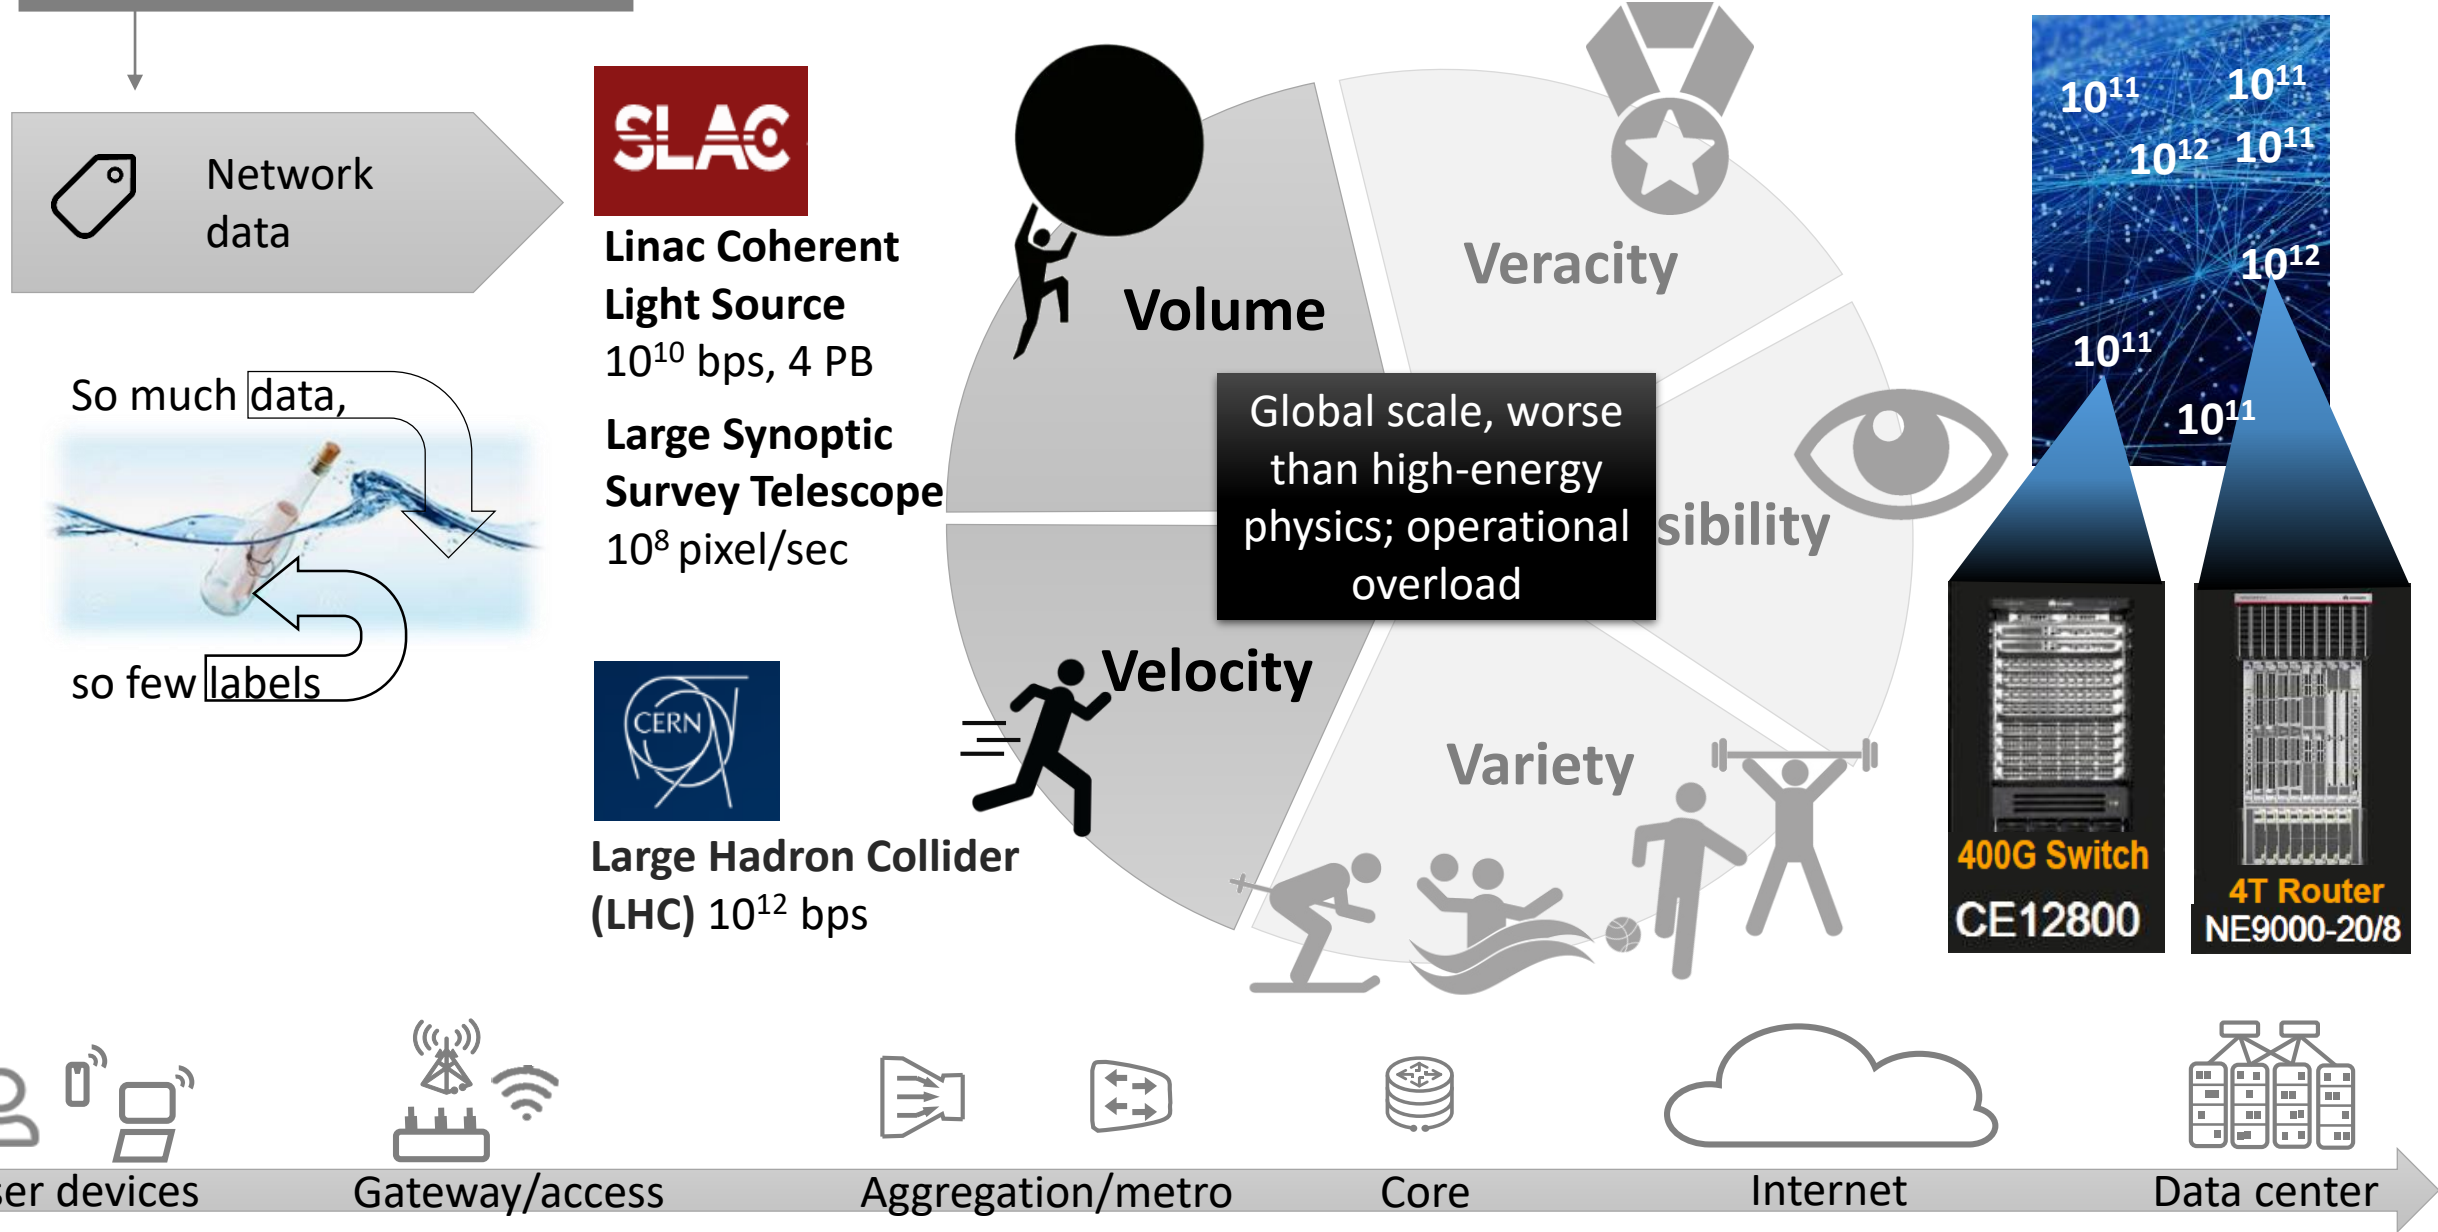 Network
data
So much data,
so few labels
SLAC
Linac Coherent
Light Source
10¹⁰ bps, 4 PB
Large Synoptic
Survey Telescope
10⁸ pixel/sec
CERN
Large Hadron Collider
(LHC) 10¹² bps
Volume
Veracity
Global scale, worse
than high-energy
physics; operational
overload
sibility
Velocity
Variety
10¹¹
10¹¹
10¹²
10¹¹
10¹²
10¹¹
10¹¹
400G Switch
CE12800
4T Router
NE9000-20/8
ser devices
Gateway/access
Aggregation/metro
Core
Internet
Data center